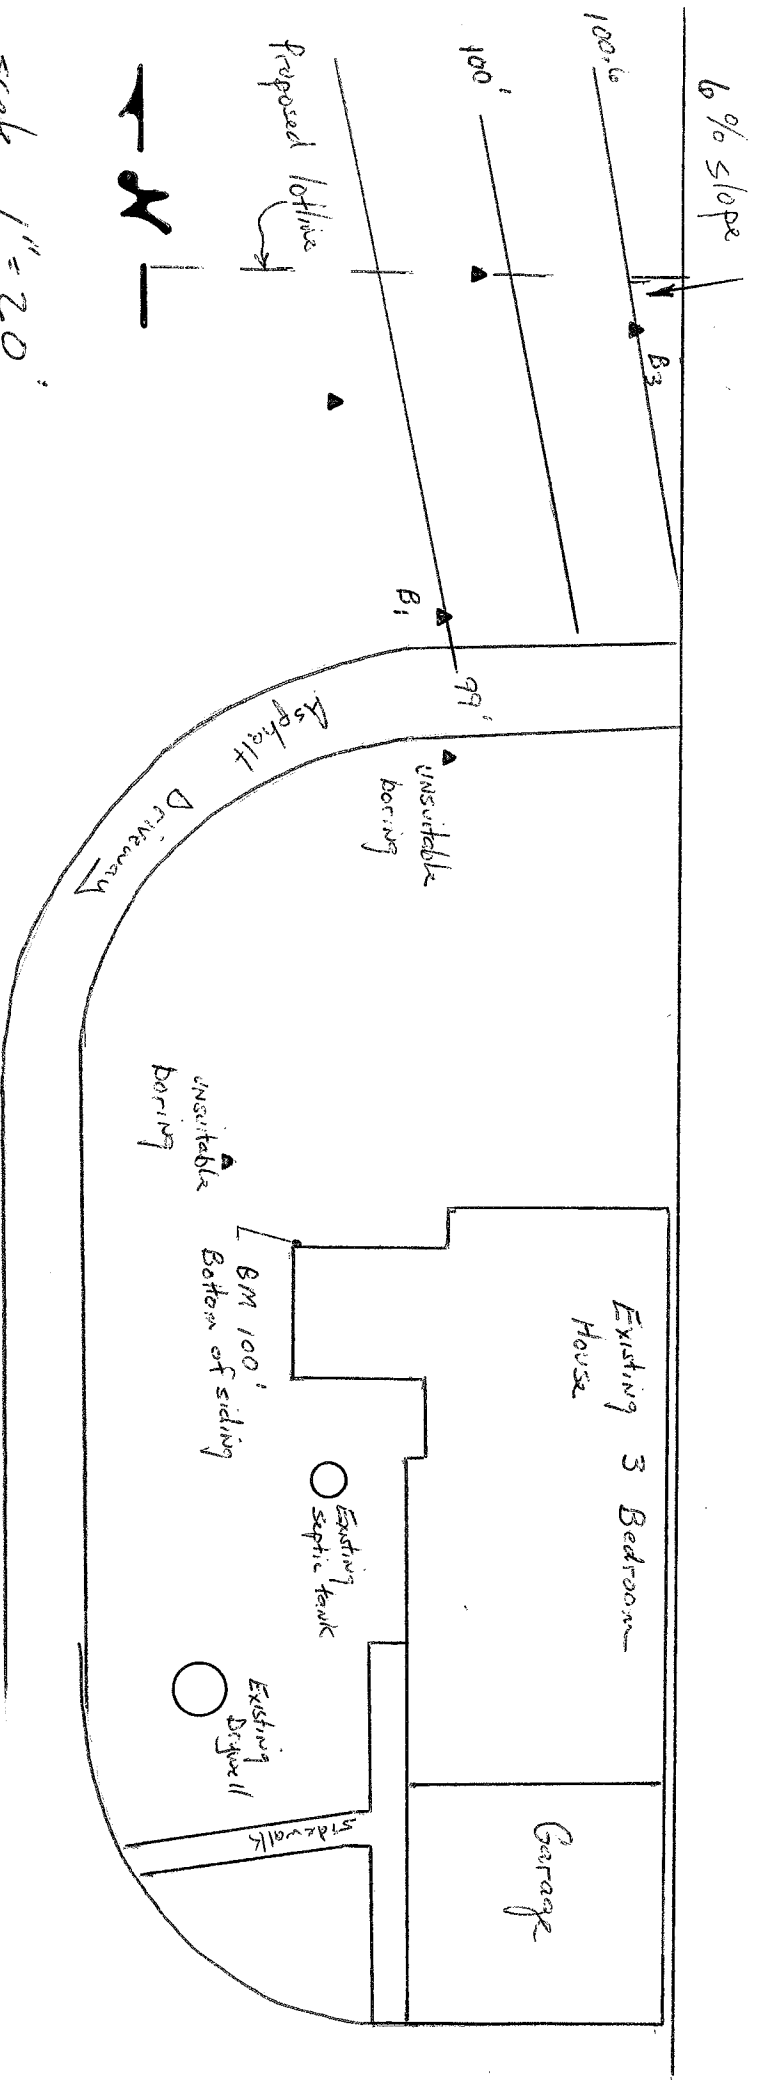 6% slope
100.6
100'
Proposed lotline
B3
B1
99'
N
scale 1" = 20'
Asphalt
Driveway
UNSuitable
boring
UNSuitable
boring
BM 100'
Bottom of siding
Existing 3 Bedroom
House
Existing
septic tank
Existing
Drywell
sidewalk
Garage